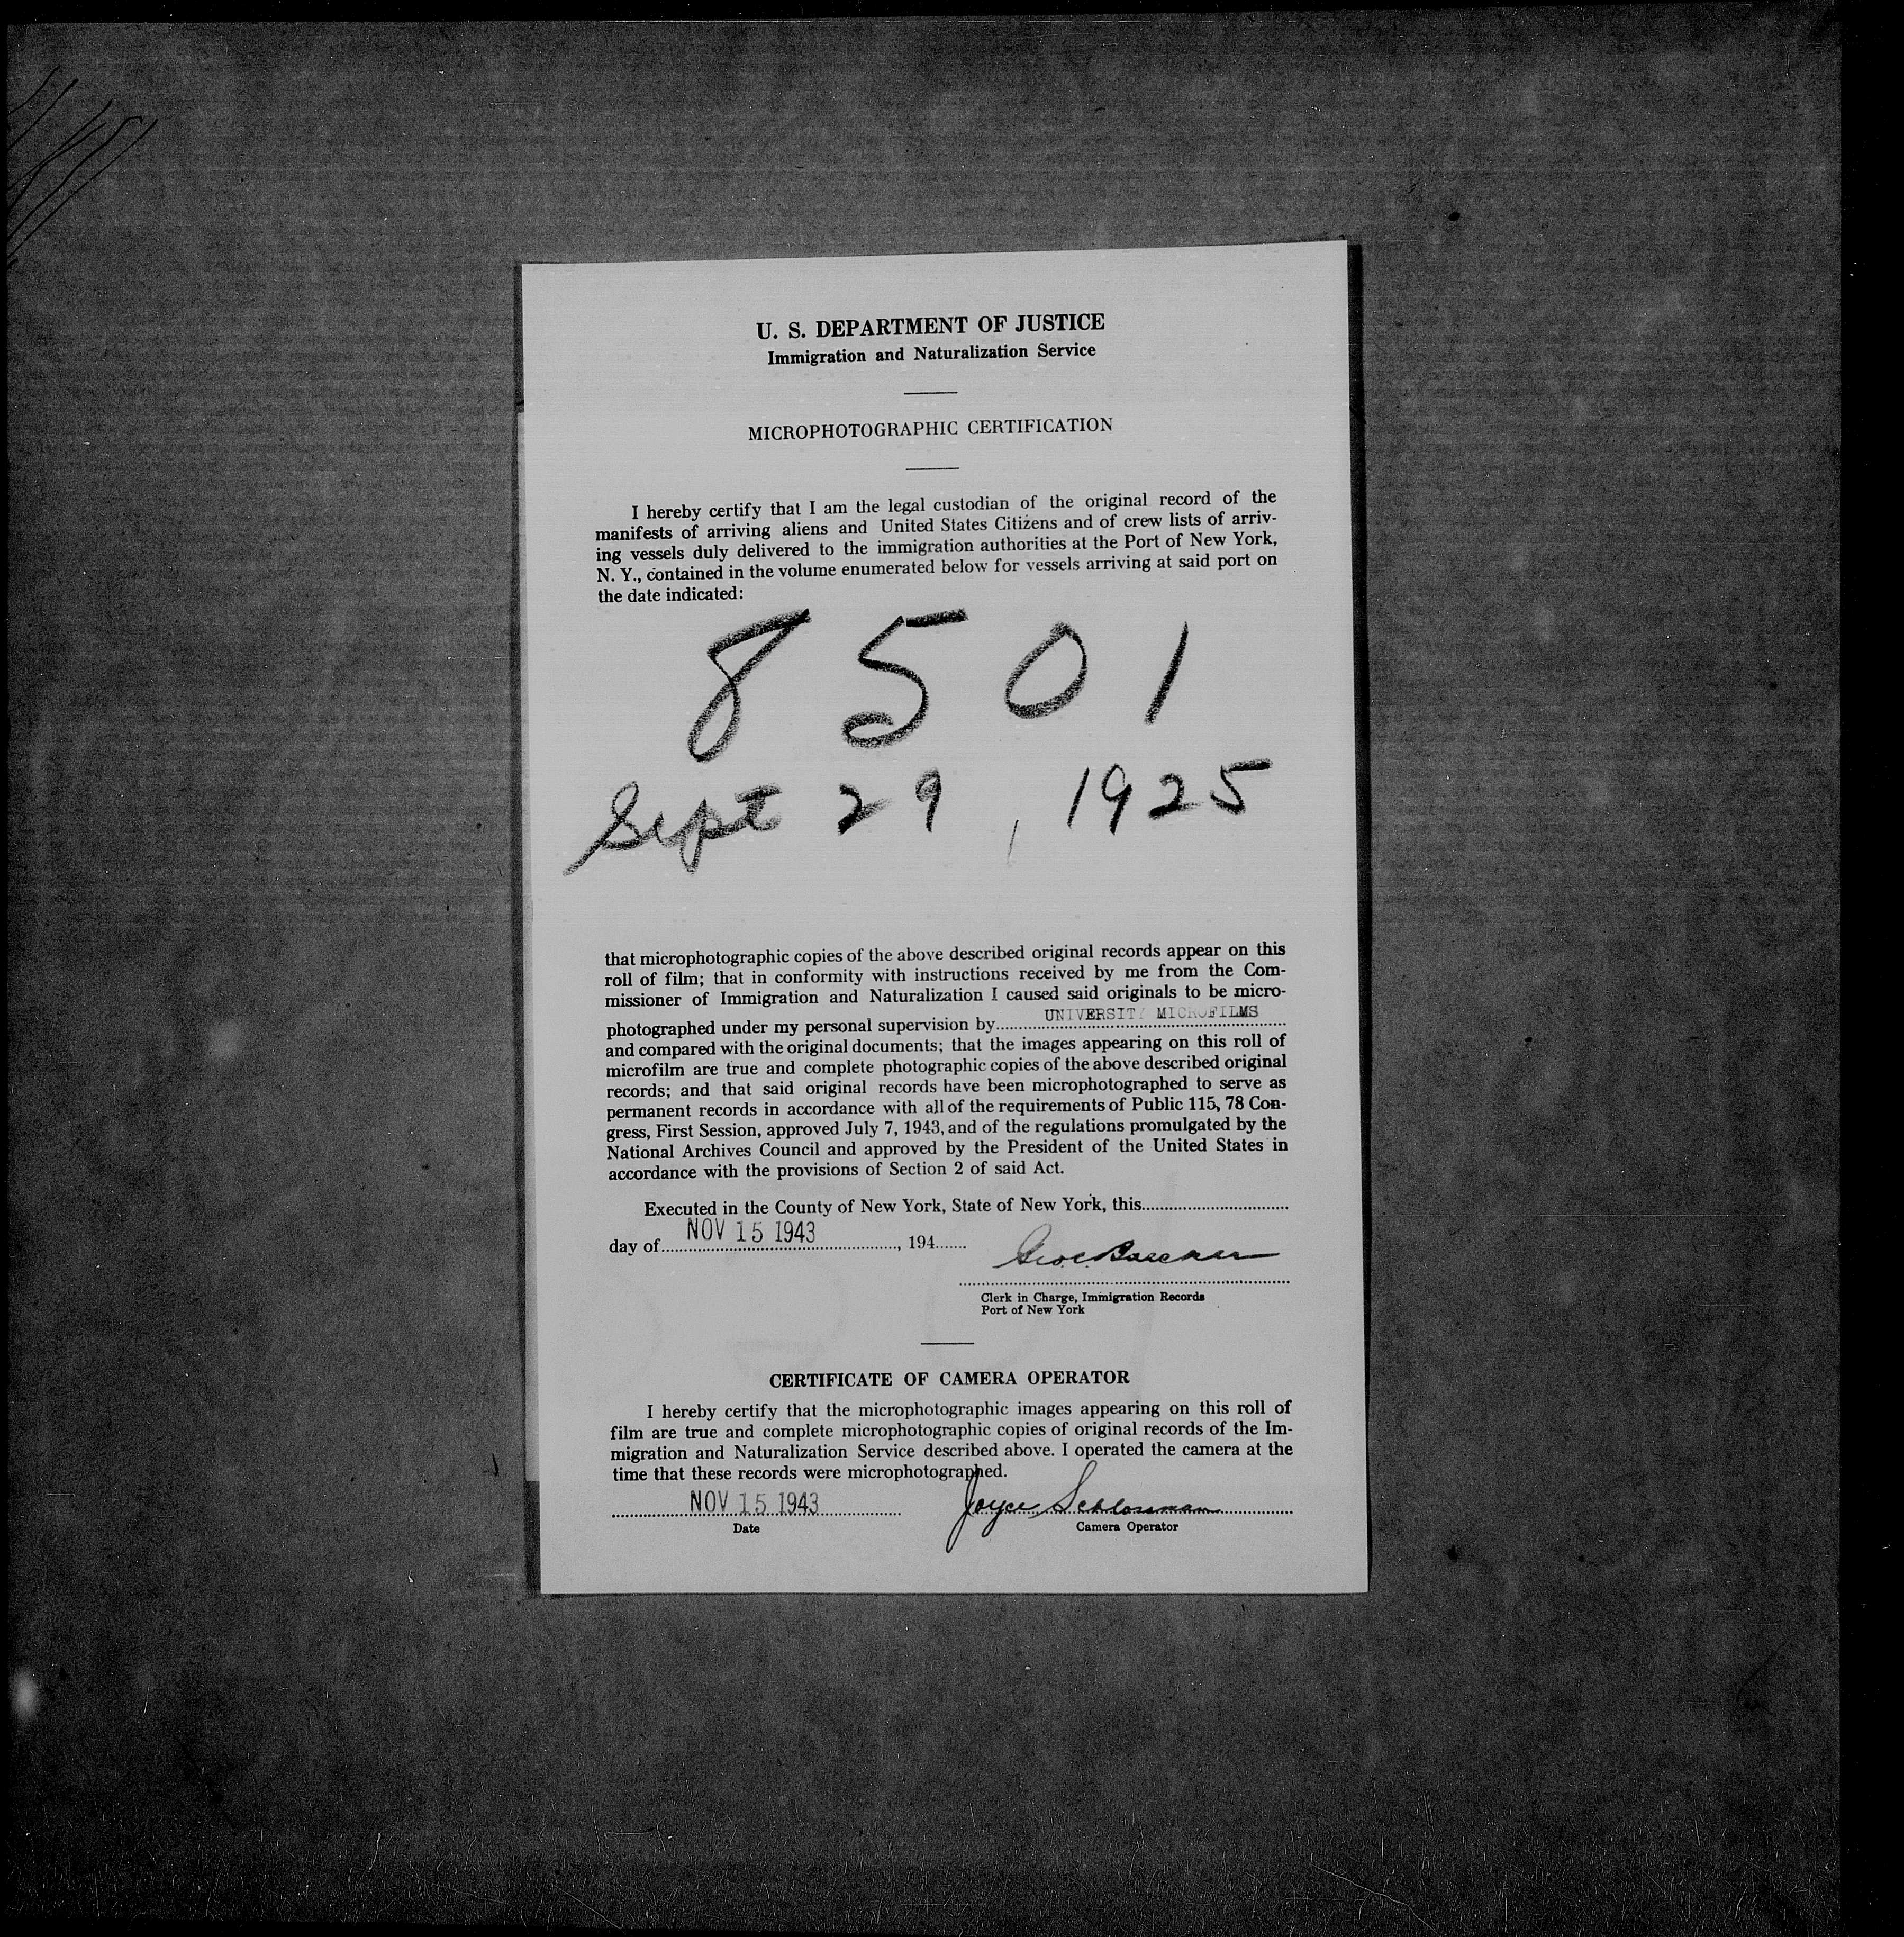 U. S. DEPARTMENT OF JUSTICE
Immigration and Naturalization Service
MICROPHOTOGRAPHIC CERTIFICATION
I hereby certify that I am the legal custodian of the original record of the
manifests of arriving aliens and United States Citizens and of crew lists of arriv-
ing vessels duly delivered to the immigration authorities at the Port of New York,
N. Y., contained in the volume enumerated below for vessels arriving at said port on
the date indicated:
8501
Sept 29, 1925
that microphotographic copies of the above described original records appear on this
roll of film; that in conformity with instructions received by me from the Com-
missioner of Immigration and Naturalization I caused said originals to be micro-
photographed under my personal supervision by UNIVERSITY MICROFILMS
and compared with the original documents; that the images appearing on this roll of
microfilm are true and complete photographic copies of the above described original
records; and that said original records have been microphotographed to serve as
permanent records in accordance with all of the requirements of Public 115, 78 Con-
gress, First Session, approved July 7, 1943, and of the regulations promulgated by the
National Archives Council and approved by the President of the United States in
accordance with the provisions of Section 2 of said Act.
Executed in the County of New York, State of New York, this
day of NOV 15 1943, 194
Clerk in Charge, Immigration Records
Port of New York
CERTIFICATE OF CAMERA OPERATOR
I hereby certify that the microphotographic images appearing on this roll of
film are true and complete microphotographic copies of original records of the Im-
migration and Naturalization Service described above. I operated the camera at the
time that these records were microphotographed.
NOV 15 1943 Joyce Schlossman
Date Camera Operator